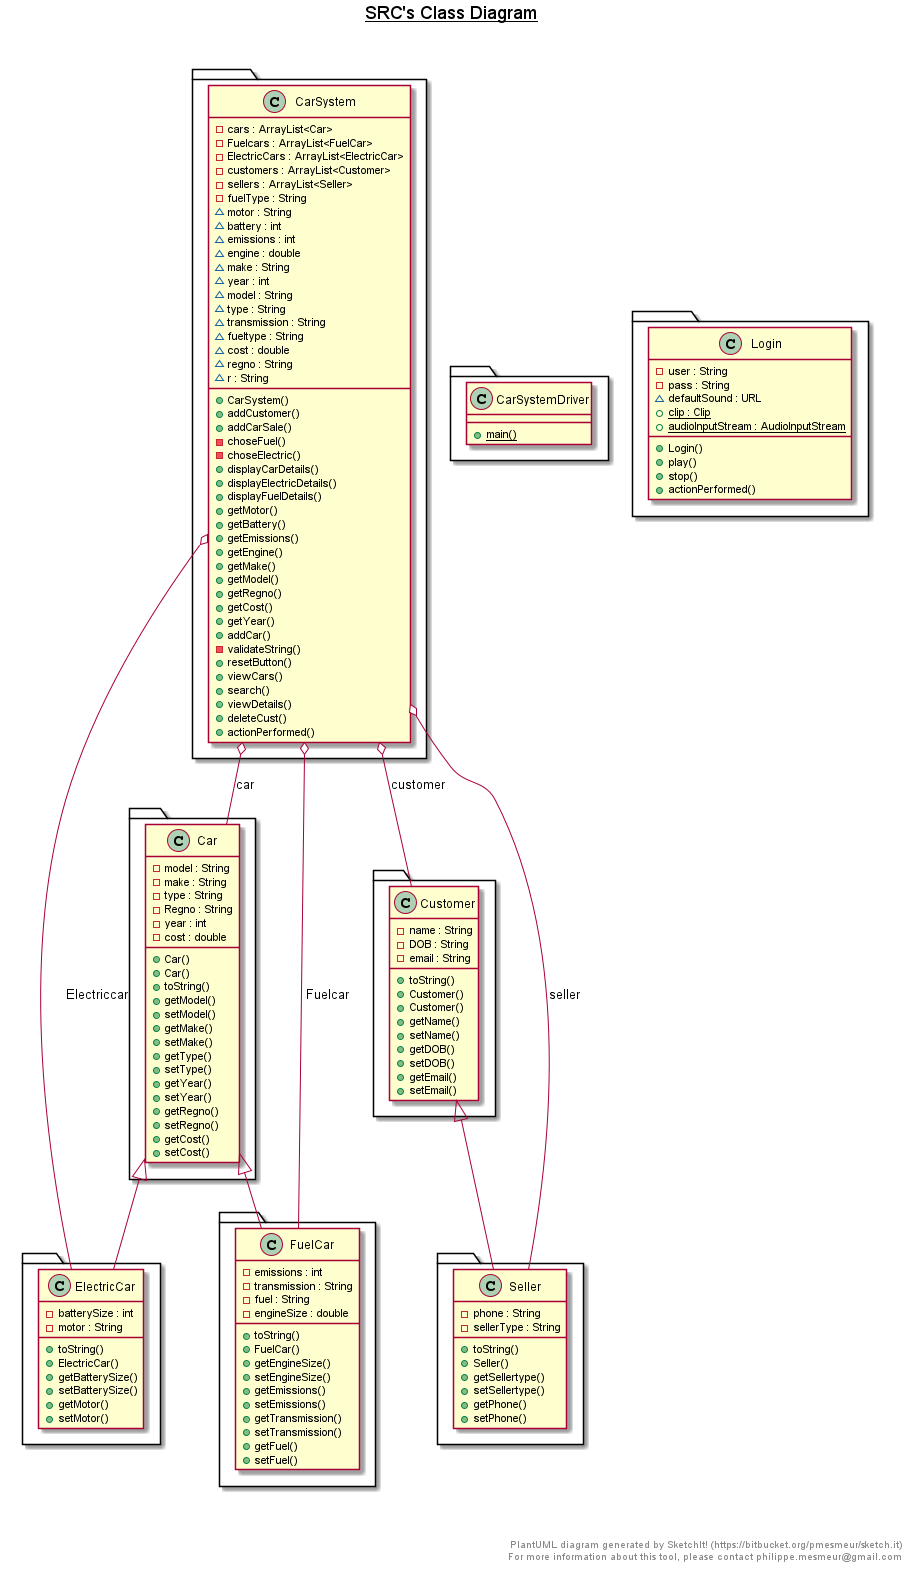 SRC's Class Diagram
C CarSystem
cars : ArrayList<Car>
Fuelcars : ArrayList<FuelCar>
ElectricCars : ArrayList<ElectricCar>
customers : ArrayList<Customer>
sellers : ArrayList<Seller>
fuelType : String
motor : String
battery : int
emissions : int
engine : double
make : String
year : int
model : String
type : String
transmission : String
fueltype : String
cost : double
regno : String
r : String
CarSystem()
addCustomer()
addCarSale()
choseFuel()
choseElectric()
displayCarDetails()
displayElectricDetails()
displayFuelDetails()
getMotor()
getBattery()
getEmissions()
getEngine()
getMake()
getModel()
getRegno()
getCost()
getYear()
addCar()
validateString()
resetButton()
viewCars()
search()
viewDetails()
deleteCust()
actionPerformed()
C CarSystemDriver
main()
C Login
user : String
pass : String
defaultSound : URL
clip : Clip
audioInputStream : AudioInputStream
Login()
play()
stop()
actionPerformed()
car
customer
Electriccar
Fuelcar
seller
C Car
model : String
make : String
type : String
Regno : String
year : int
cost : double
Car()
Car()
toString()
getModel()
setModel()
getMake()
setMake()
getType()
setType()
getYear()
setYear()
getRegno()
setRegno()
getCost()
setCost()
C Customer
name : String
DOB : String
email : String
toString()
Customer()
Customer()
getName()
setName()
getDOB()
setDOB()
getEmail()
setEmail()
C ElectricCar
batterySize : int
motor : String
toString()
ElectricCar()
getBatterySize()
setBatterySize()
getMotor()
setMotor()
C FuelCar
emissions : int
transmission : String
fuel : String
engineSize : double
toString()
FuelCar()
getEngineSize()
setEngineSize()
getEmissions()
setEmissions()
getTransmission()
setTransmission()
getFuel()
setFuel()
C Seller
phone : String
sellerType : String
toString()
Seller()
getSellertype()
setSellertype()
getPhone()
setPhone()
PlantUML diagram generated by SketchIt! (https://bitbucket.org/pmesmeur/sketch.it)
For more information about this tool, please contact philippe.mesmeur@gmail.com